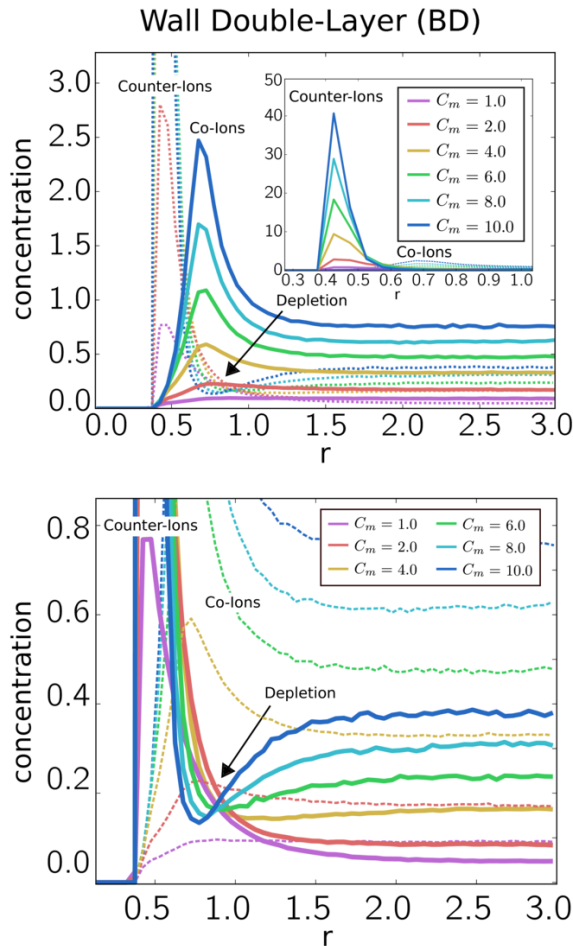 Wall Double-Layer (BD)
concentration
3.0
2.5
2.0
1.5
1.0
0.5
0.0
Counter-Ions
Co-Ions
Depletion
50
40
30
20
10
0
Counter-Ions
Co-Ions
C_m = 1.0
C_m = 2.0
C_m = 4.0
C_m = 6.0
C_m = 8.0
C_m = 10.0
0.3 0.4 0.5 0.6 0.7 0.8 0.9 1.0
r
0.0 0.5 1.0 1.5 2.0 2.5 3.0
r
concentration
0.8
0.6
0.4
0.2
0.0
Counter-Ions
Co-Ions
Depletion
C_m = 1.0 C_m = 6.0
C_m = 2.0 C_m = 8.0
C_m = 4.0 C_m = 10.0
0.5 1.0 1.5 2.0 2.5 3.0
r